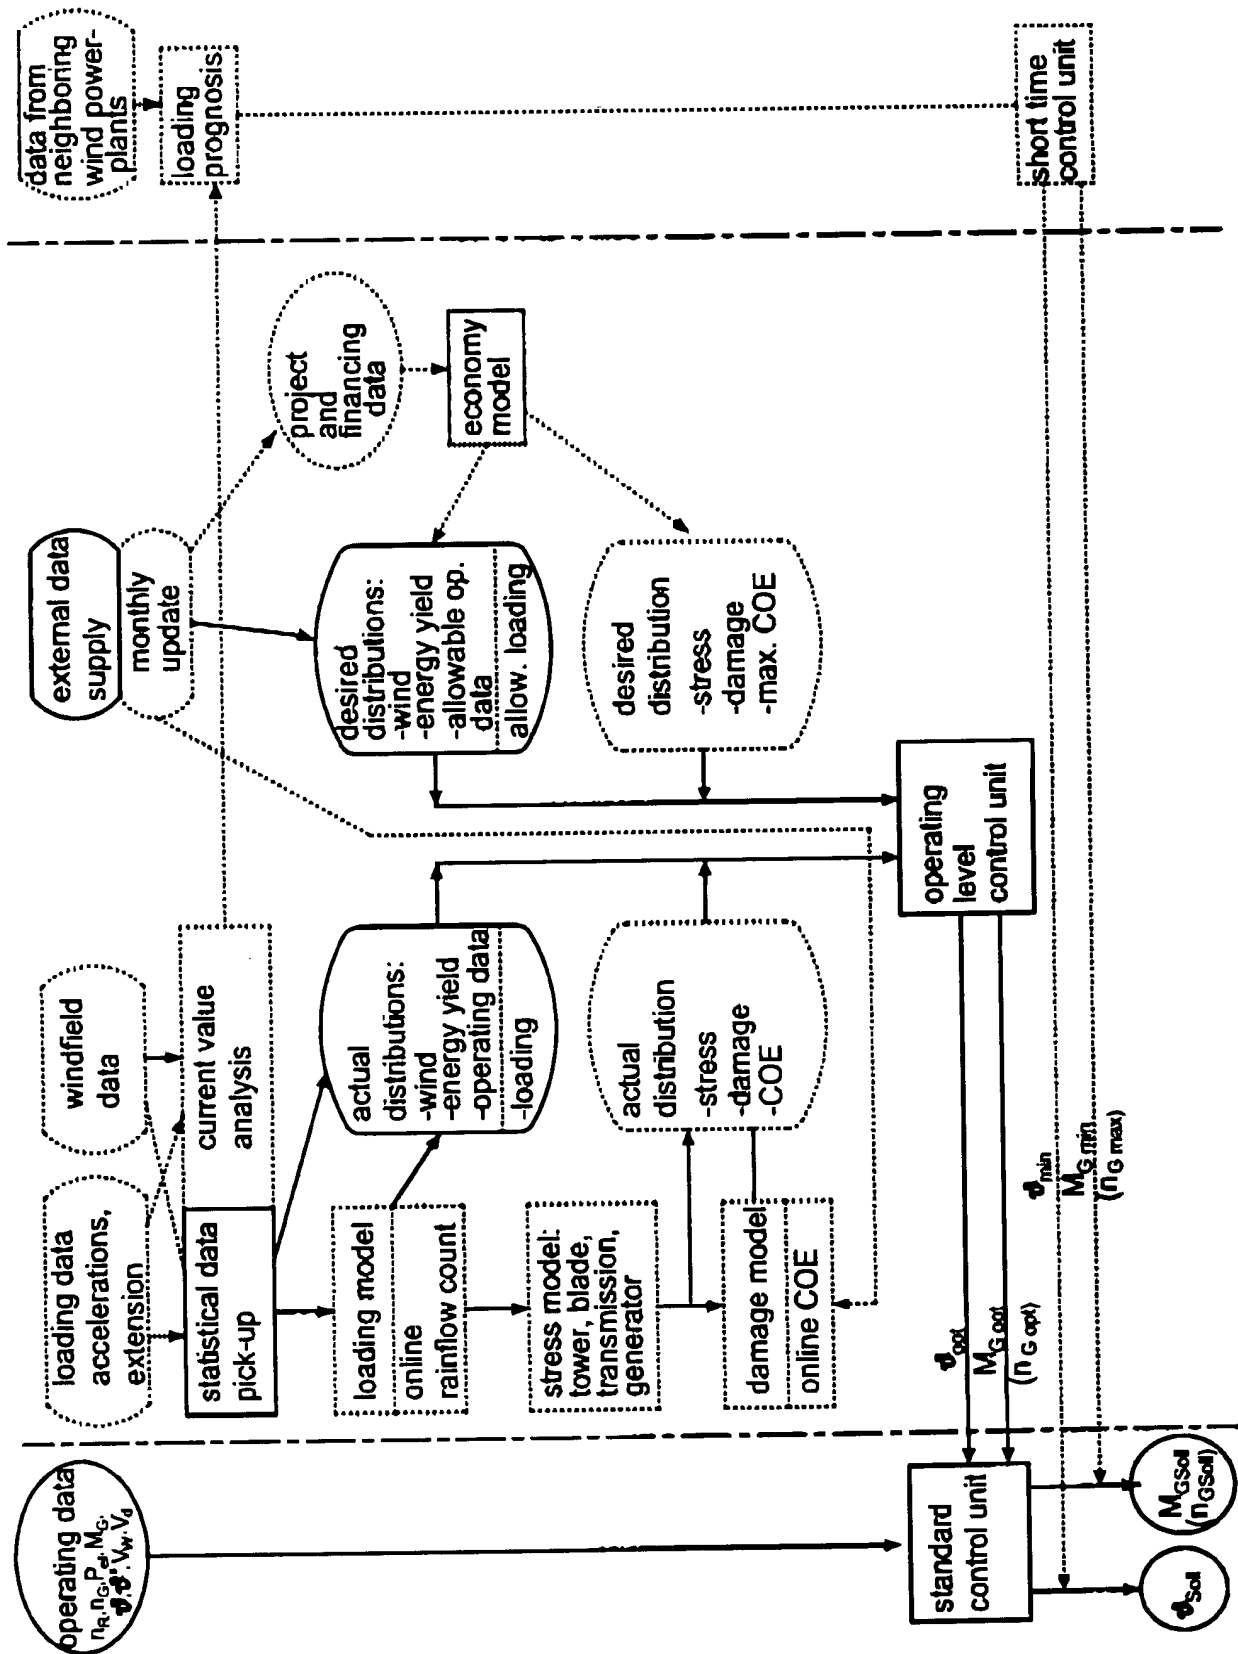 operating data
n_R, n_G, P_el, M_G,
ϑ, ϑ'', V_W, V_d
loading data
accelerations,
extension
windfield
data
external data
supply
monthly
update
data from
neighboring
wind power-
plants
statistical data
pick-up
current value
analysis
loading
prognosis
loading model
online
rainflow count
actual
distributions:
-wind
-energy yield
-operating data
-loading
desired
distributions:
-wind
-energy yield
-allowable op.
data
allow. loading
project
and
financing
data
economy
model
stress model:
tower, blade,
transmission,
generator
damage model
online COE
actual
distribution
-stress
-damage
-COE
desired
distribution
-stress
-damage
-max. COE
standard
control unit
operating
level
control unit
short time
control unit
ϑ_opt
M_G opt
(n_G opt)
ϑ_min
M_G min
(n_G max)
ϑ_Soll
M_GSoll
(n_GSoll)